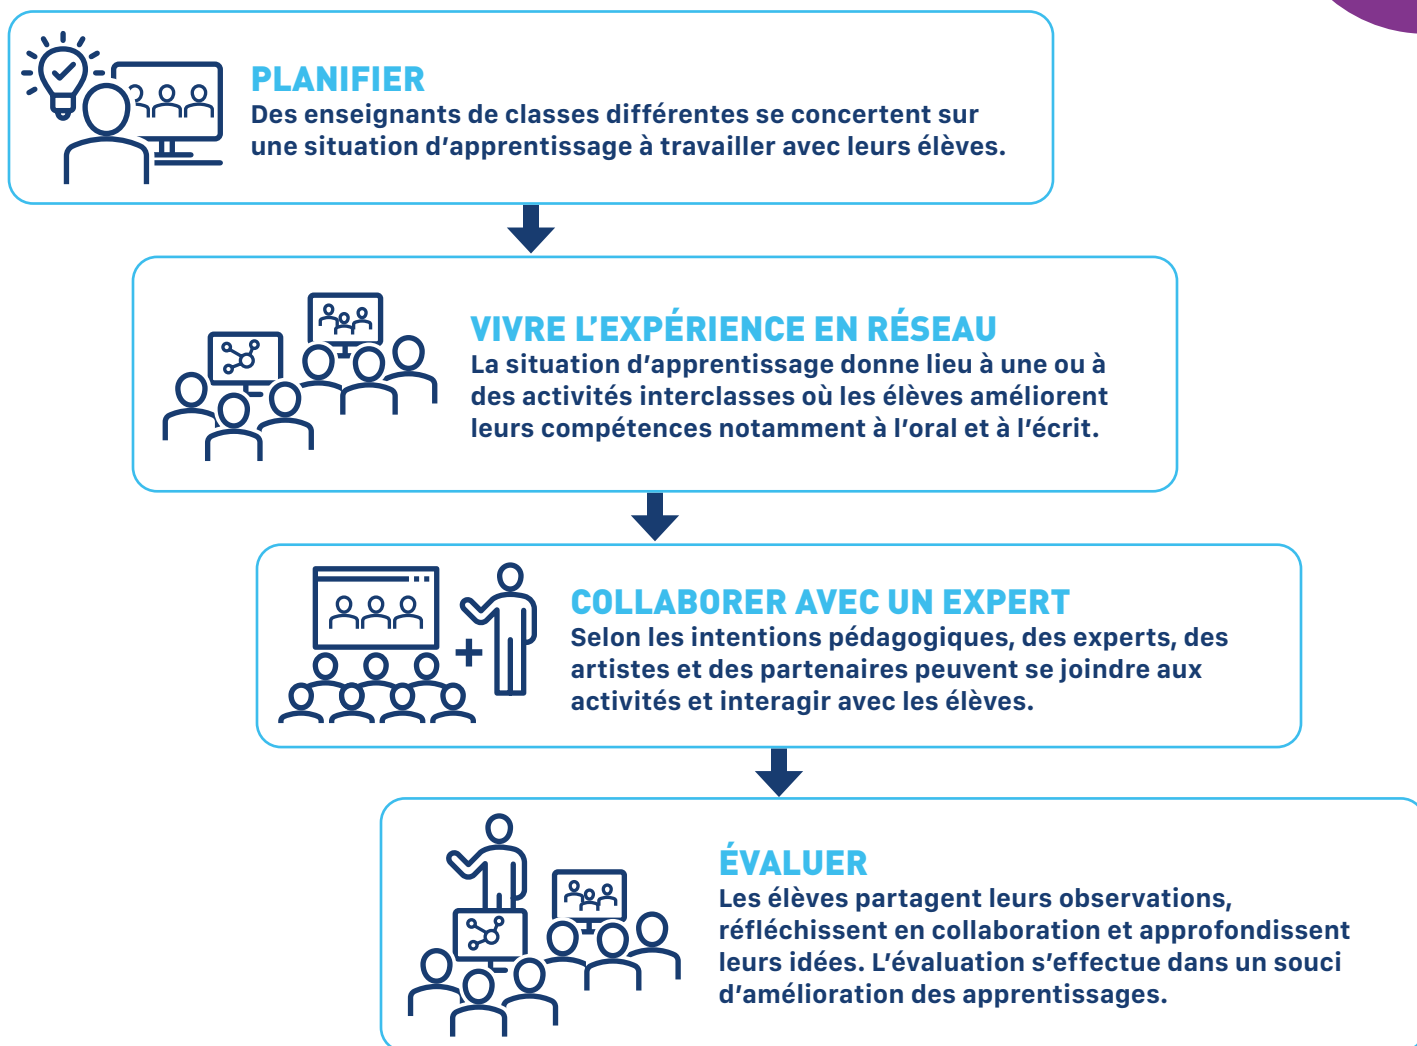 PLANIFIER
Des enseignants de classes différentes se concertent sur
une situation d’apprentissage à travailler avec leurs élèves.
VIVRE L’EXPÉRIENCE EN RÉSEAU
La situation d’apprentissage donne lieu à une ou à
des activités interclasses où les élèves améliorent
leurs compétences notamment à l’oral et à l’écrit.
COLLABORER AVEC UN EXPERT
Selon les intentions pédagogiques, des experts, des
artistes et des partenaires peuvent se joindre aux
activités et interagir avec les élèves.
ÉVALUER
Les élèves partagent leurs observations,
réfléchissent en collaboration et approfondissent
leurs idées. L’évaluation s’effectue dans un souci
d’amélioration des apprentissages.